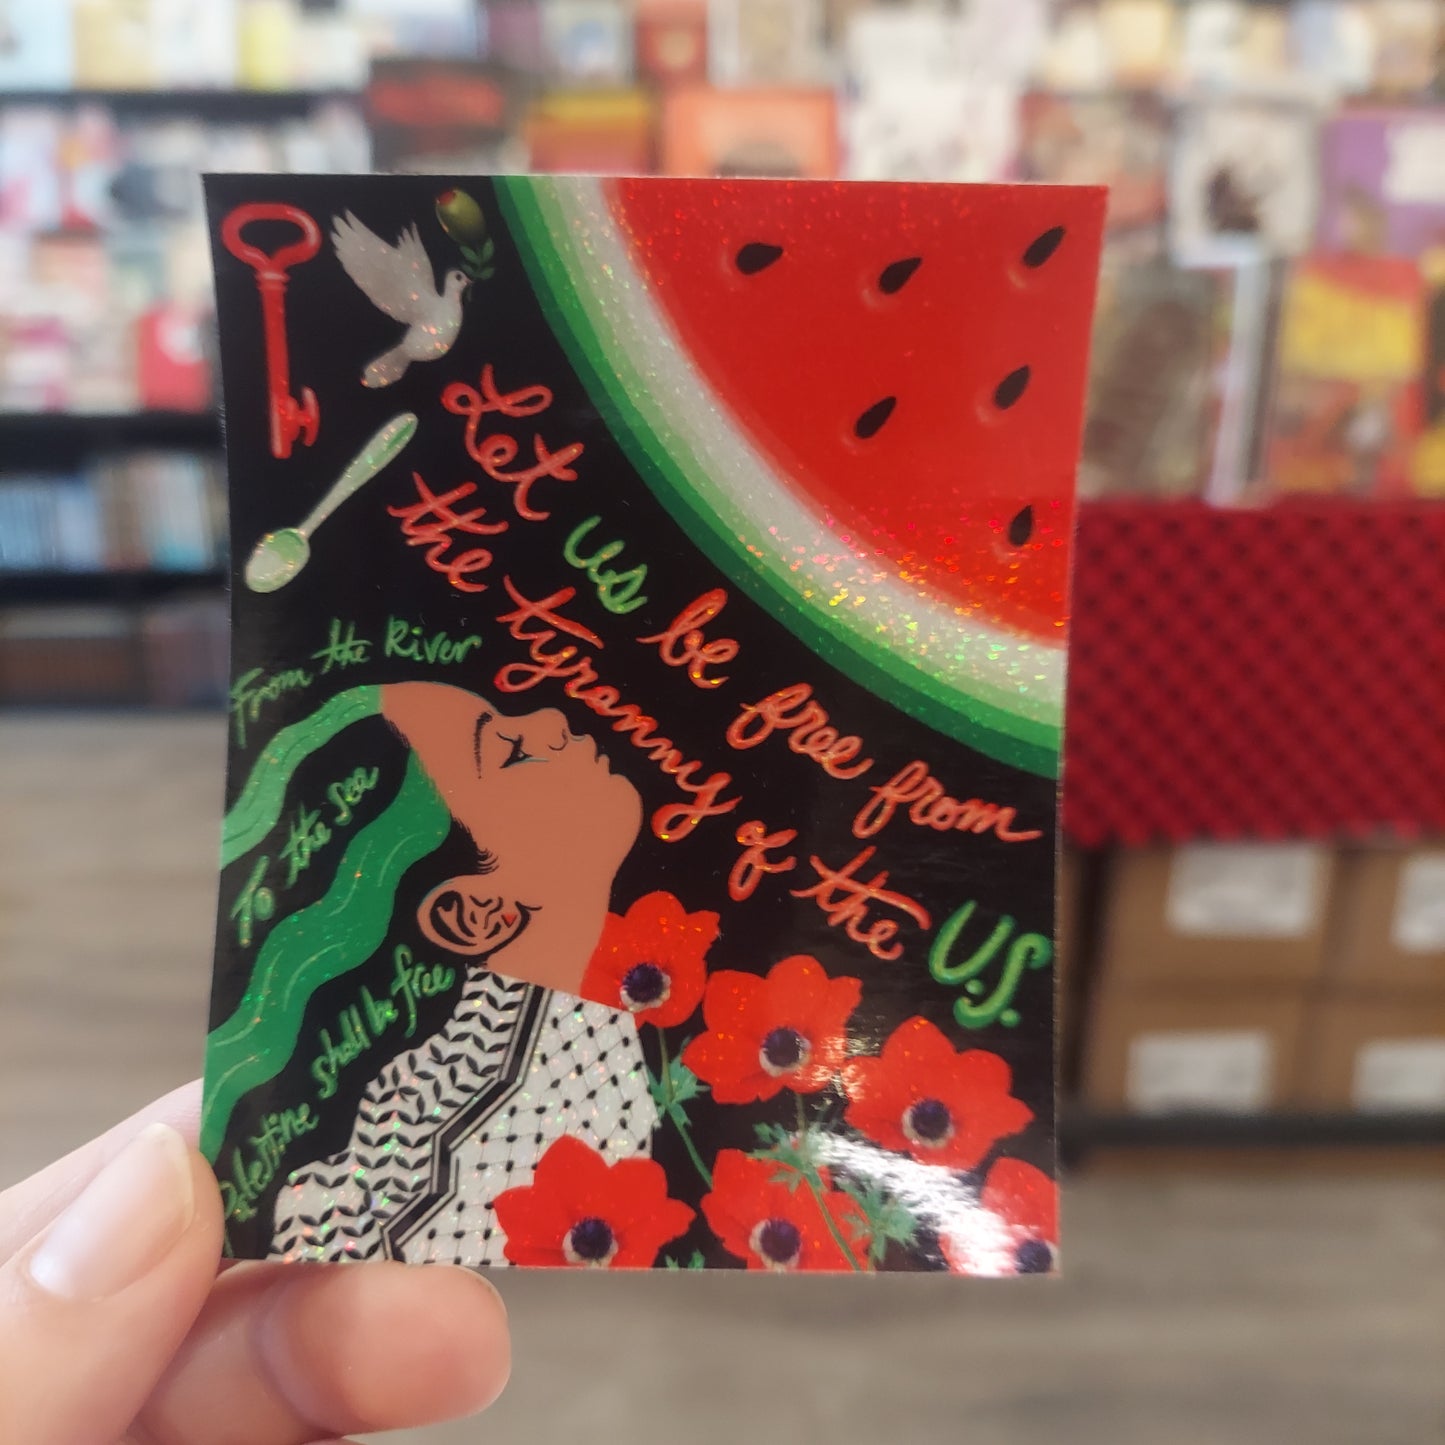 Let us be free from
the tyranny of the U.S.
From the River
To the Sea
Palestine shall be free